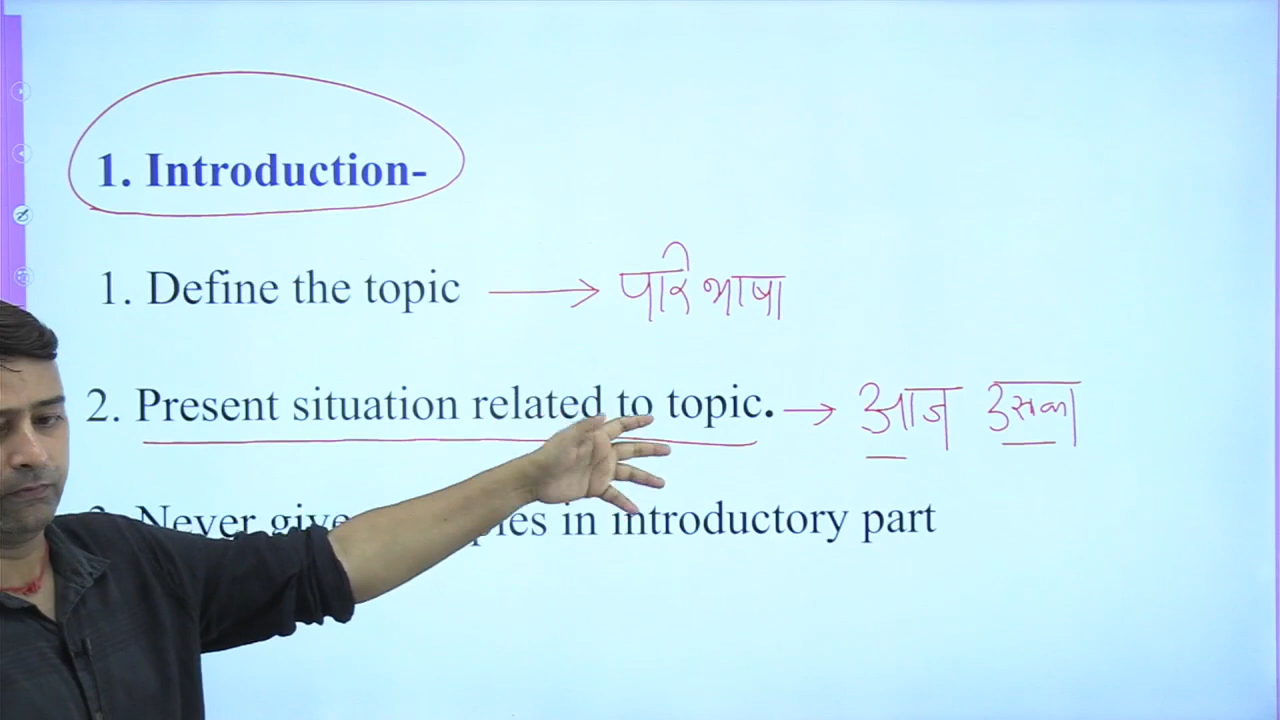 1. Introduction-
1. Define the topic → परिभाषा
2. Present situation related to topic. → आज उसका
Never give in introductory part